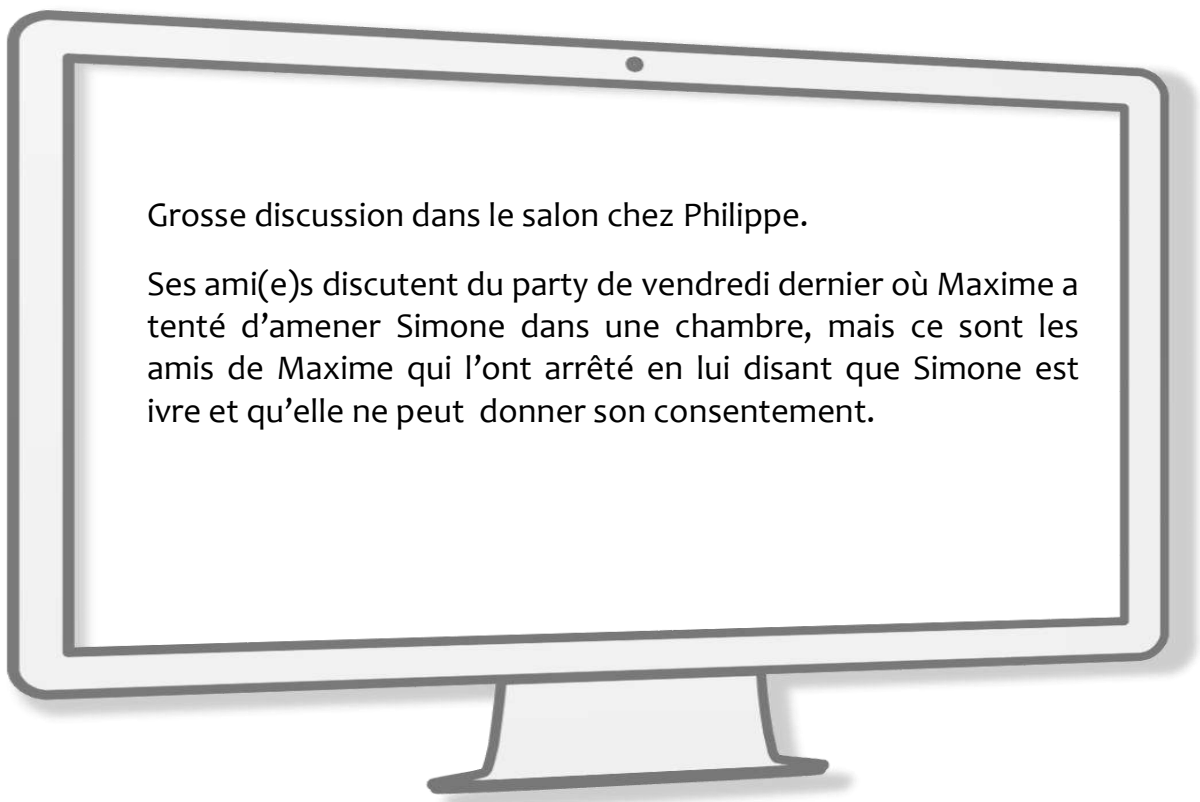 Grosse discussion dans le salon chez Philippe.
Ses ami(e)s discutent du party de vendredi dernier où Maxime a
tenté d’amener Simone dans une chambre, mais ce sont les
amis de Maxime qui l’ont arrêté en lui disant que Simone est
ivre et qu’elle ne peut donner son consentement.